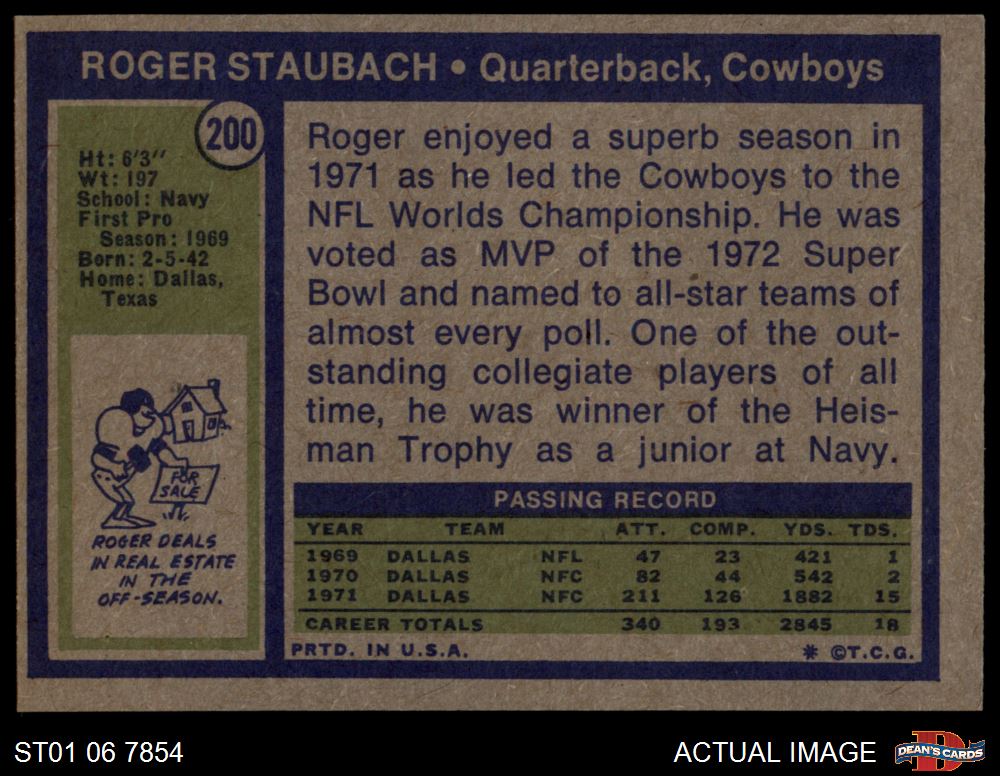 ROGER STAUBACH • Quarterback, Cowboys
200
Ht: 6'3"
Wt: 197
School: Navy
First Pro
Season: 1969
Born: 2-5-42
Home: Dallas,
Texas
FOR
SALE
ROGER DEALS
IN REAL ESTATE
IN THE
OFF-SEASON.
Roger enjoyed a superb season in
1971 as he led the Cowboys to the
NFL Worlds Championship. He was
voted as MVP of the 1972 Super
Bowl and named to all-star teams of
almost every poll. One of the out-
standing collegiate players of all
time, he was winner of the Heis-
man Trophy as a junior at Navy.
PASSING RECORD
YEAR TEAM ATT. COMP. YDS. TDS.
1969 DALLAS NFL 47 23 421 1
1970 DALLAS NFC 82 44 542 2
1971 DALLAS NFC 211 126 1882 15
CAREER TOTALS 340 193 2845 18
PRTD. IN U.S.A. * ©T.C.G.
ST01 06 7854
ACTUAL IMAGE
DEAN'S CARDS